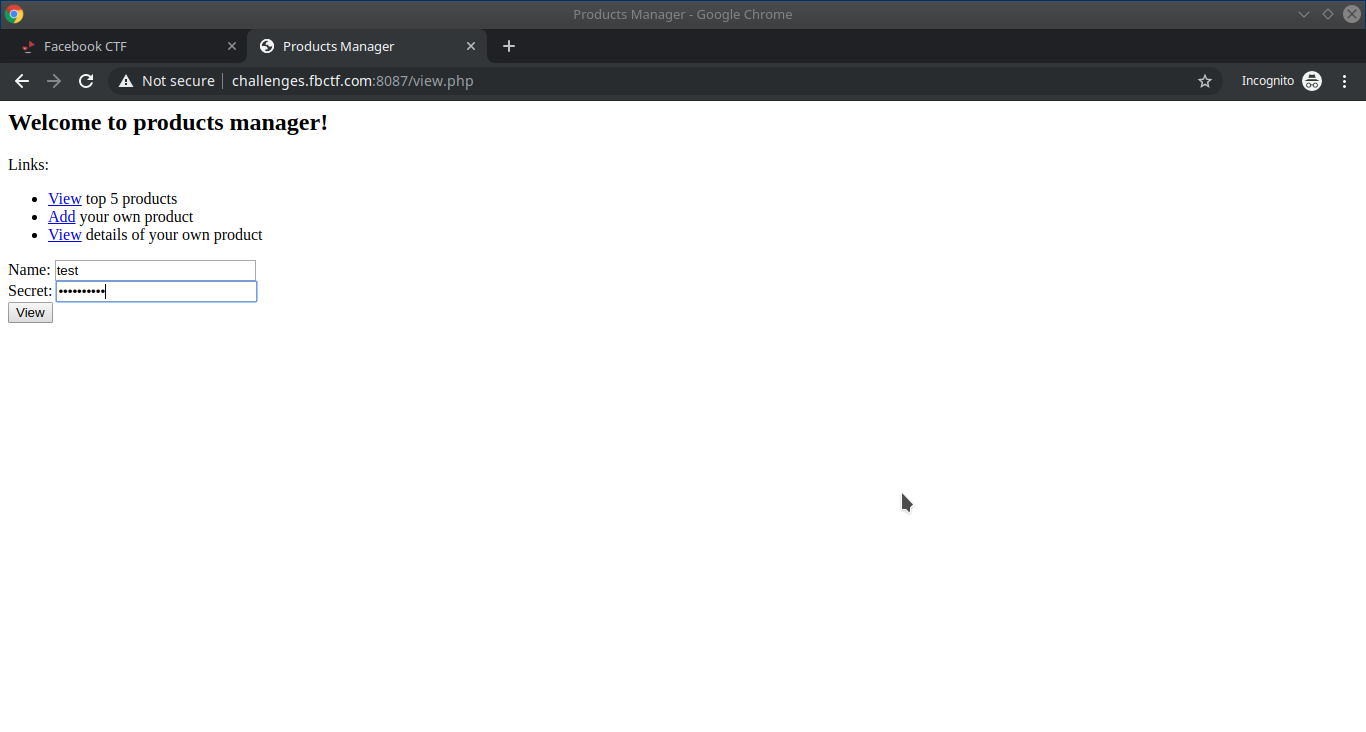 Products Manager - Google Chrome
Facebook CTF
Products Manager
Not secure challenges.fbctf.com:8087/view.php Incognito
Welcome to products manager!
Links:
View top 5 products
Add your own product
View details of your own product
Name: test
Secret: ••••••••••
View